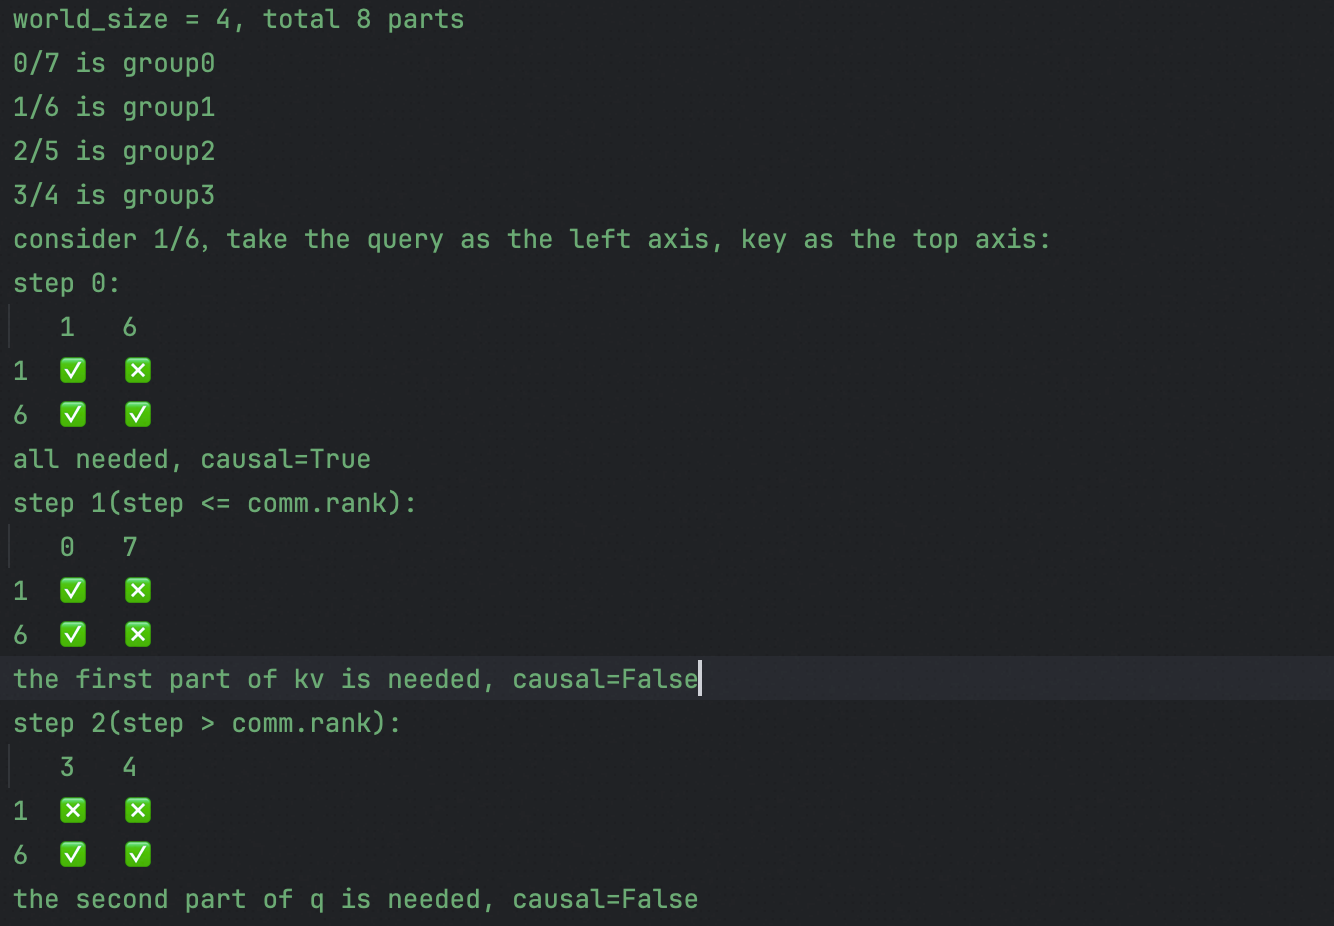 world_size = 4, total 8 parts
0/7 is group0
1/6 is group1
2/5 is group2
3/4 is group3
consider 1/6, take the query as the left axis, key as the top axis:
step 0:
1 6
1 ✅ ❎
6 ✅ ✅
all needed, causal=True
step 1(step <= comm.rank):
0 7
1 ✅ ❎
6 ✅ ❎
the first part of kv is needed, causal=False
step 2(step > comm.rank):
3 4
1 ❎ ❎
6 ✅ ✅
the second part of q is needed, causal=False